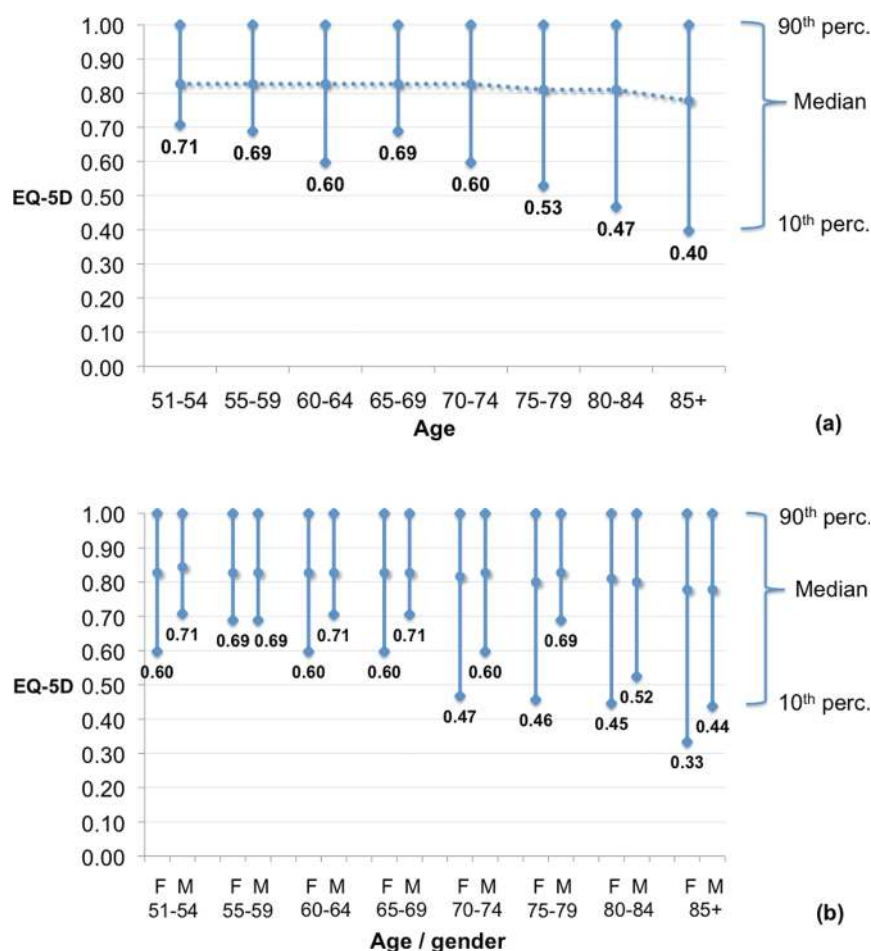 1.00
90th perc.
0.90
0.80
Median
0.70
0.71
0.69
0.69
0.60
0.60
0.60
0.50
EQ-5D
0.53
0.47
0.40
10th perc.
0.40
0.30
0.20
0.10
0.00
51-54 55-59 60-64 65-69 70-74 75-79 80-84 85+
Age
(a)
1.00
90th perc.
0.90
0.80
Median
0.70
0.71 0.69 0.69 0.71 0.71 0.69
0.60
0.60 0.60 0.60 0.60
0.50
EQ-5D
0.52
0.47 0.46 0.45 0.44
10th perc.
0.40
0.33
0.30
0.20
0.10
0.00
F M F M F M F M F M F M F M F M
51-54 55-59 60-64 65-69 70-74 75-79 80-84 85+
(b)
Age / gender